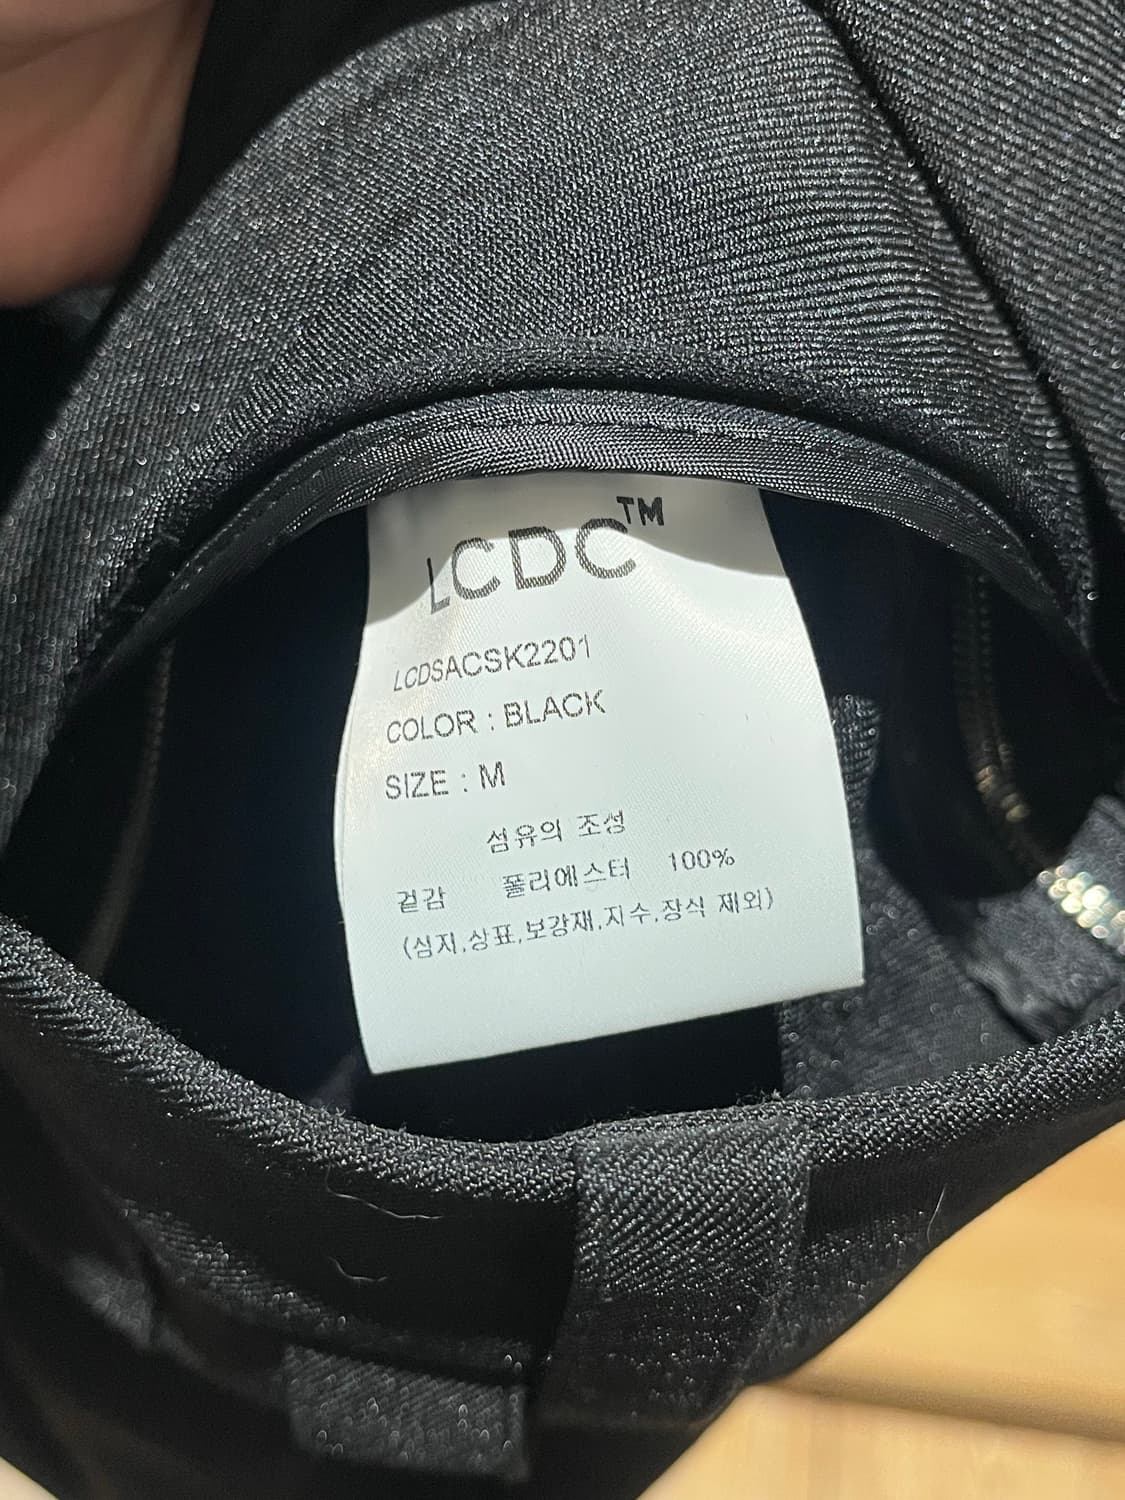 LCDC™
LCDSACSK2201
COLOR : BLACK
SIZE : M
섬유의 조성
겉감 폴리에스터 100%
(심지,상표,보강재,지수,장식 제외)